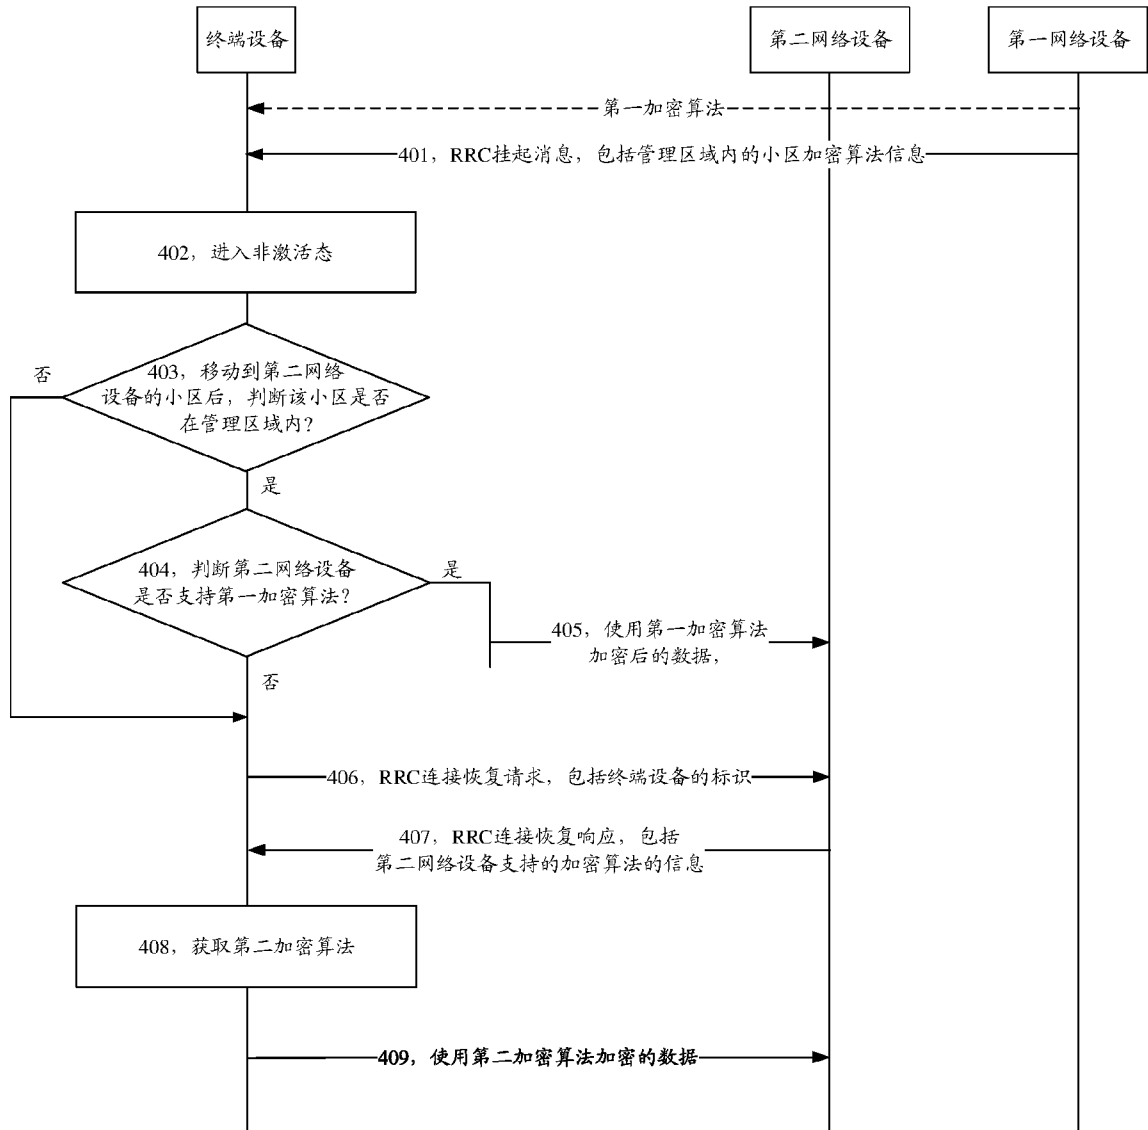 终端设备
第二网络设备
第一网络设备
第一加密算法
401，RRC挂起消息，包括管理区域内的小区加密算法信息
402，进入非激活态
否
403，移动到第二网络
设备的小区后，判断该小区是否
在管理区域内？
是
404，判断第二网络设备
是否支持第一加密算法？
是
405，使用第一加密算法
加密后的数据，
否
406，RRC连接恢复请求，包括终端设备的标识
407，RRC连接恢复响应，包括
第二网络设备支持的加密算法的信息
408，获取第二加密算法
409，使用第二加密算法加密的数据